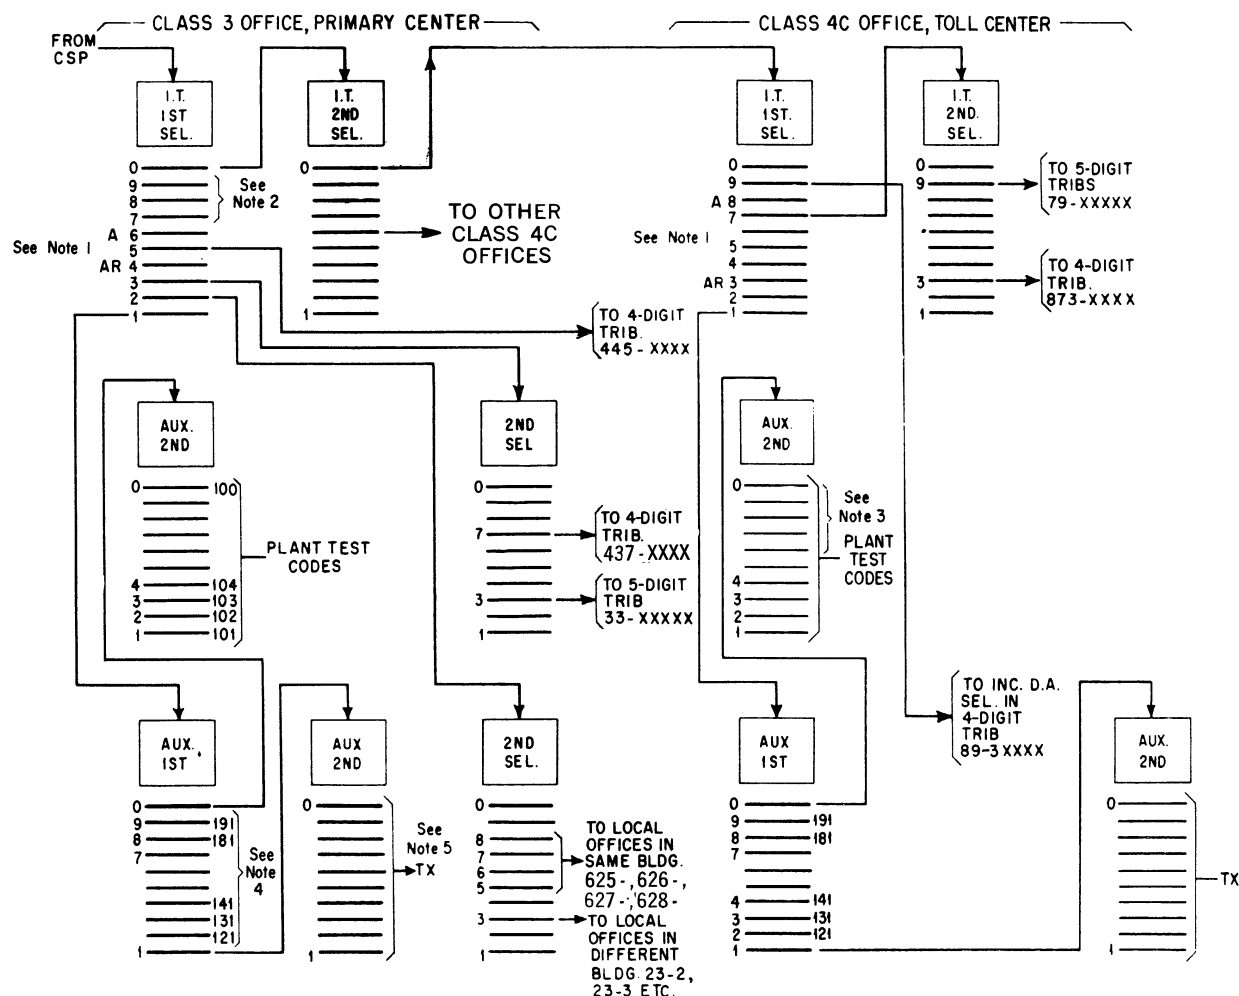 CLASS 3 OFFICE, PRIMARY CENTER
CLASS 4C OFFICE, TOLL CENTER
FROM
CSP
I.T.
1ST
SEL.
I.T.
2ND
SEL.
I.T.
1ST.
SEL.
I.T.
2ND.
SEL.
0
9
8
7
A 6
5
AR 4
3
2
1
See
Note 2
See Note 1
0
1
TO OTHER
CLASS 4C
OFFICES
0
9
A 8
7
5
4
AR 3
2
1
See Note 1
0
9
3
1
TO 5-DIGIT
TRIBS
79-XXXXX
TO 4-DIGIT
TRIB.
873-XXXX
TO 4-DIGIT
TRIB.
445-XXXX
AUX.
2ND
0 100
4 104
3 103
2 102
1 101
PLANT TEST
CODES
2ND
SEL
0
7
3
1
TO 4-DIGIT
TRIB.
437-XXXX
TO 5-DIGIT
TRIB
33-XXXXX
AUX.
2ND
0
4
3
2
1
See
Note 3
PLANT
TEST
CODES
TO INC. D.A.
SEL. IN
4-DIGIT
TRIB
89-3XXXX
AUX.
1ST
0
9 191
8 181
7
141
131
121
1
See
Note
4
AUX
2ND
0
1
See
Note 5
TX
2ND
SEL.
0
8
7
6
5
3
1
TO LOCAL
OFFICES IN
SAME BLDG.
625-,626-,
627-,628-
TO LOCAL
OFFICES IN
DIFFERENT
BLDG. 23-2,
23-3 ETC.
AUX
1ST
0
9 191
8 181
7
4 141
3 131
2 121
1
AUX.
2ND
0
1
TX